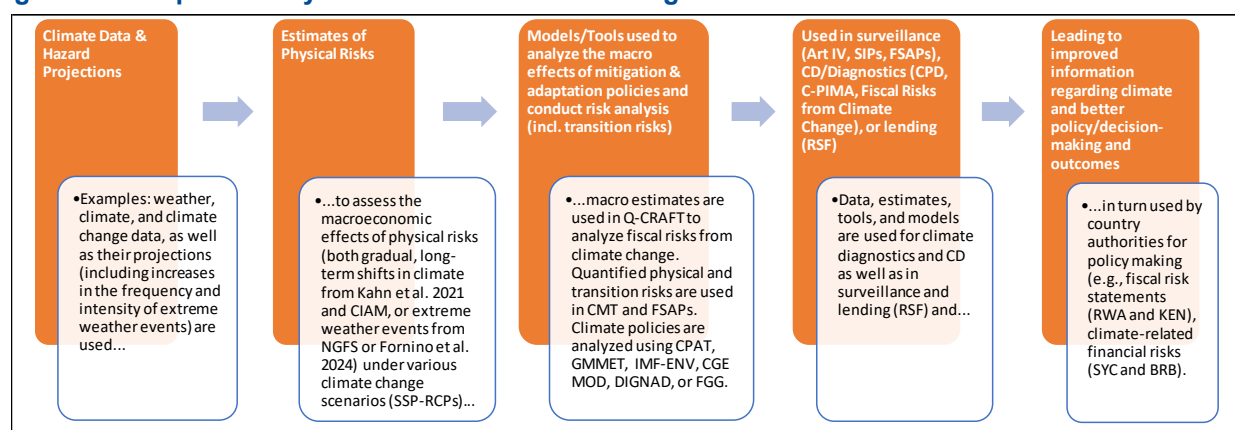 Climate Data &
Hazard
Projections
•Examples: weather,
climate, and climate
change data, as well
as their projections
(including increases
in the frequency and
intensity of extreme
weather events) are
used...
Estimates of
Physical Risks
•...to assess the
macroeconomic
effects of physical risks
(both gradual, long-
term shifts in climate
from Kahn et al. 2021
and CIAM, or extreme
weather events from
NGFS or Fornino et al.
2024) under various
climate change
scenarios (SSP-RCPs)...
Models/Tools used to
analyze the macro
effects of mitigation &
adaptation policies and
conduct risk analysis
(incl. transition risks)
•...macro estimates are
used in Q-CRAFT to
analyze fiscal risks from
climate change.
Quantified physical and
transition risks are used
in CMT and FSAPs.
Climate policies are
analyzed using CPAT,
GMMET, IMF-ENV, CGE
MOD, DIGNAD, or FGG.
Used in surveillance
(Art IV, SIPs, FSAPs),
CD/Diagnostics (CPD,
C-PIMA, Fiscal Risks
from Climate
Change), or lending
(RSF)
•Data, estimates,
tools, and models
are used for climate
diagnostics and CD
as well as in
surveillance and
lending (RSF) and...
Leading to
improved
information
regarding climate
and better
policy/decision-
making and
outcomes
•...in turn used by
country
authorities for
policy making
(e.g., fiscal risk
statements
(RWA and KEN),
climate-related
financial risks
(SYC and BRB).